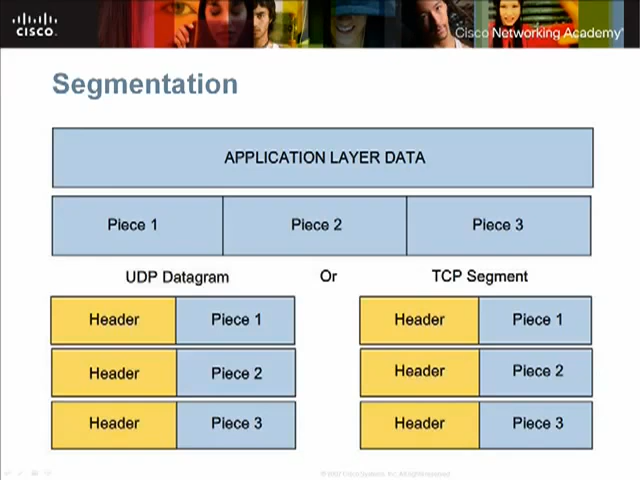 CISCO.
Cisco Networking Academy
Segmentation
APPLICATION LAYER DATA
Piece 1 Piece 2 Piece 3
UDP Datagram Or TCP Segment
Header Piece 1 Header Piece 1
Header Piece 2 Header Piece 2
Header Piece 3 Header Piece 3